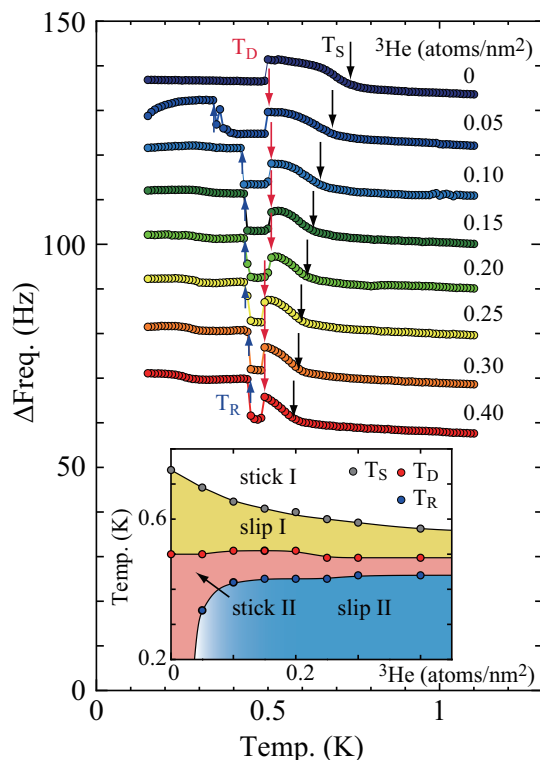 T_D T_S ³He (atoms/nm²)
0
0.05
0.10
0.15
0.20
0.25
0.30
0.40
T_R
150
100
50
0
ΔFreq. (Hz)
stick I
T_S T_D
T_R
slip I
stick II
slip II
0.6
0.2
Temp. (K)
0 0.2 ³He (atoms/nm²)
0 0.5 1
Temp. (K)